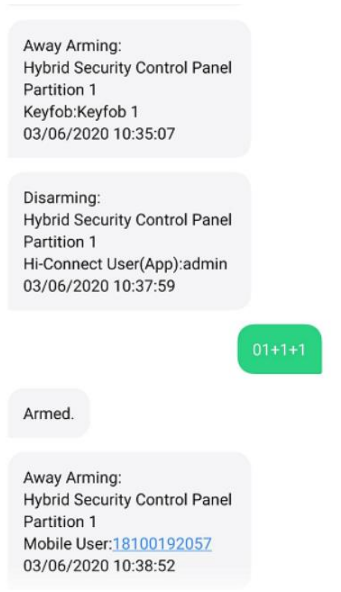 Away Arming:
Hybrid Security Control Panel
Partition 1
Keyfob:Keyfob 1
03/06/2020 10:35:07
Disarming:
Hybrid Security Control Panel
Partition 1
Hi-Connect User(App):admin
03/06/2020 10:37:59
01+1+1
Armed.
Away Arming:
Hybrid Security Control Panel
Partition 1
Mobile User:18100192057
03/06/2020 10:38:52